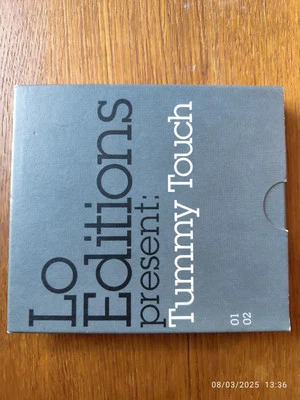 Lo
Editions
present:
Tummy Touch
01
02
08/03/2025 13:36